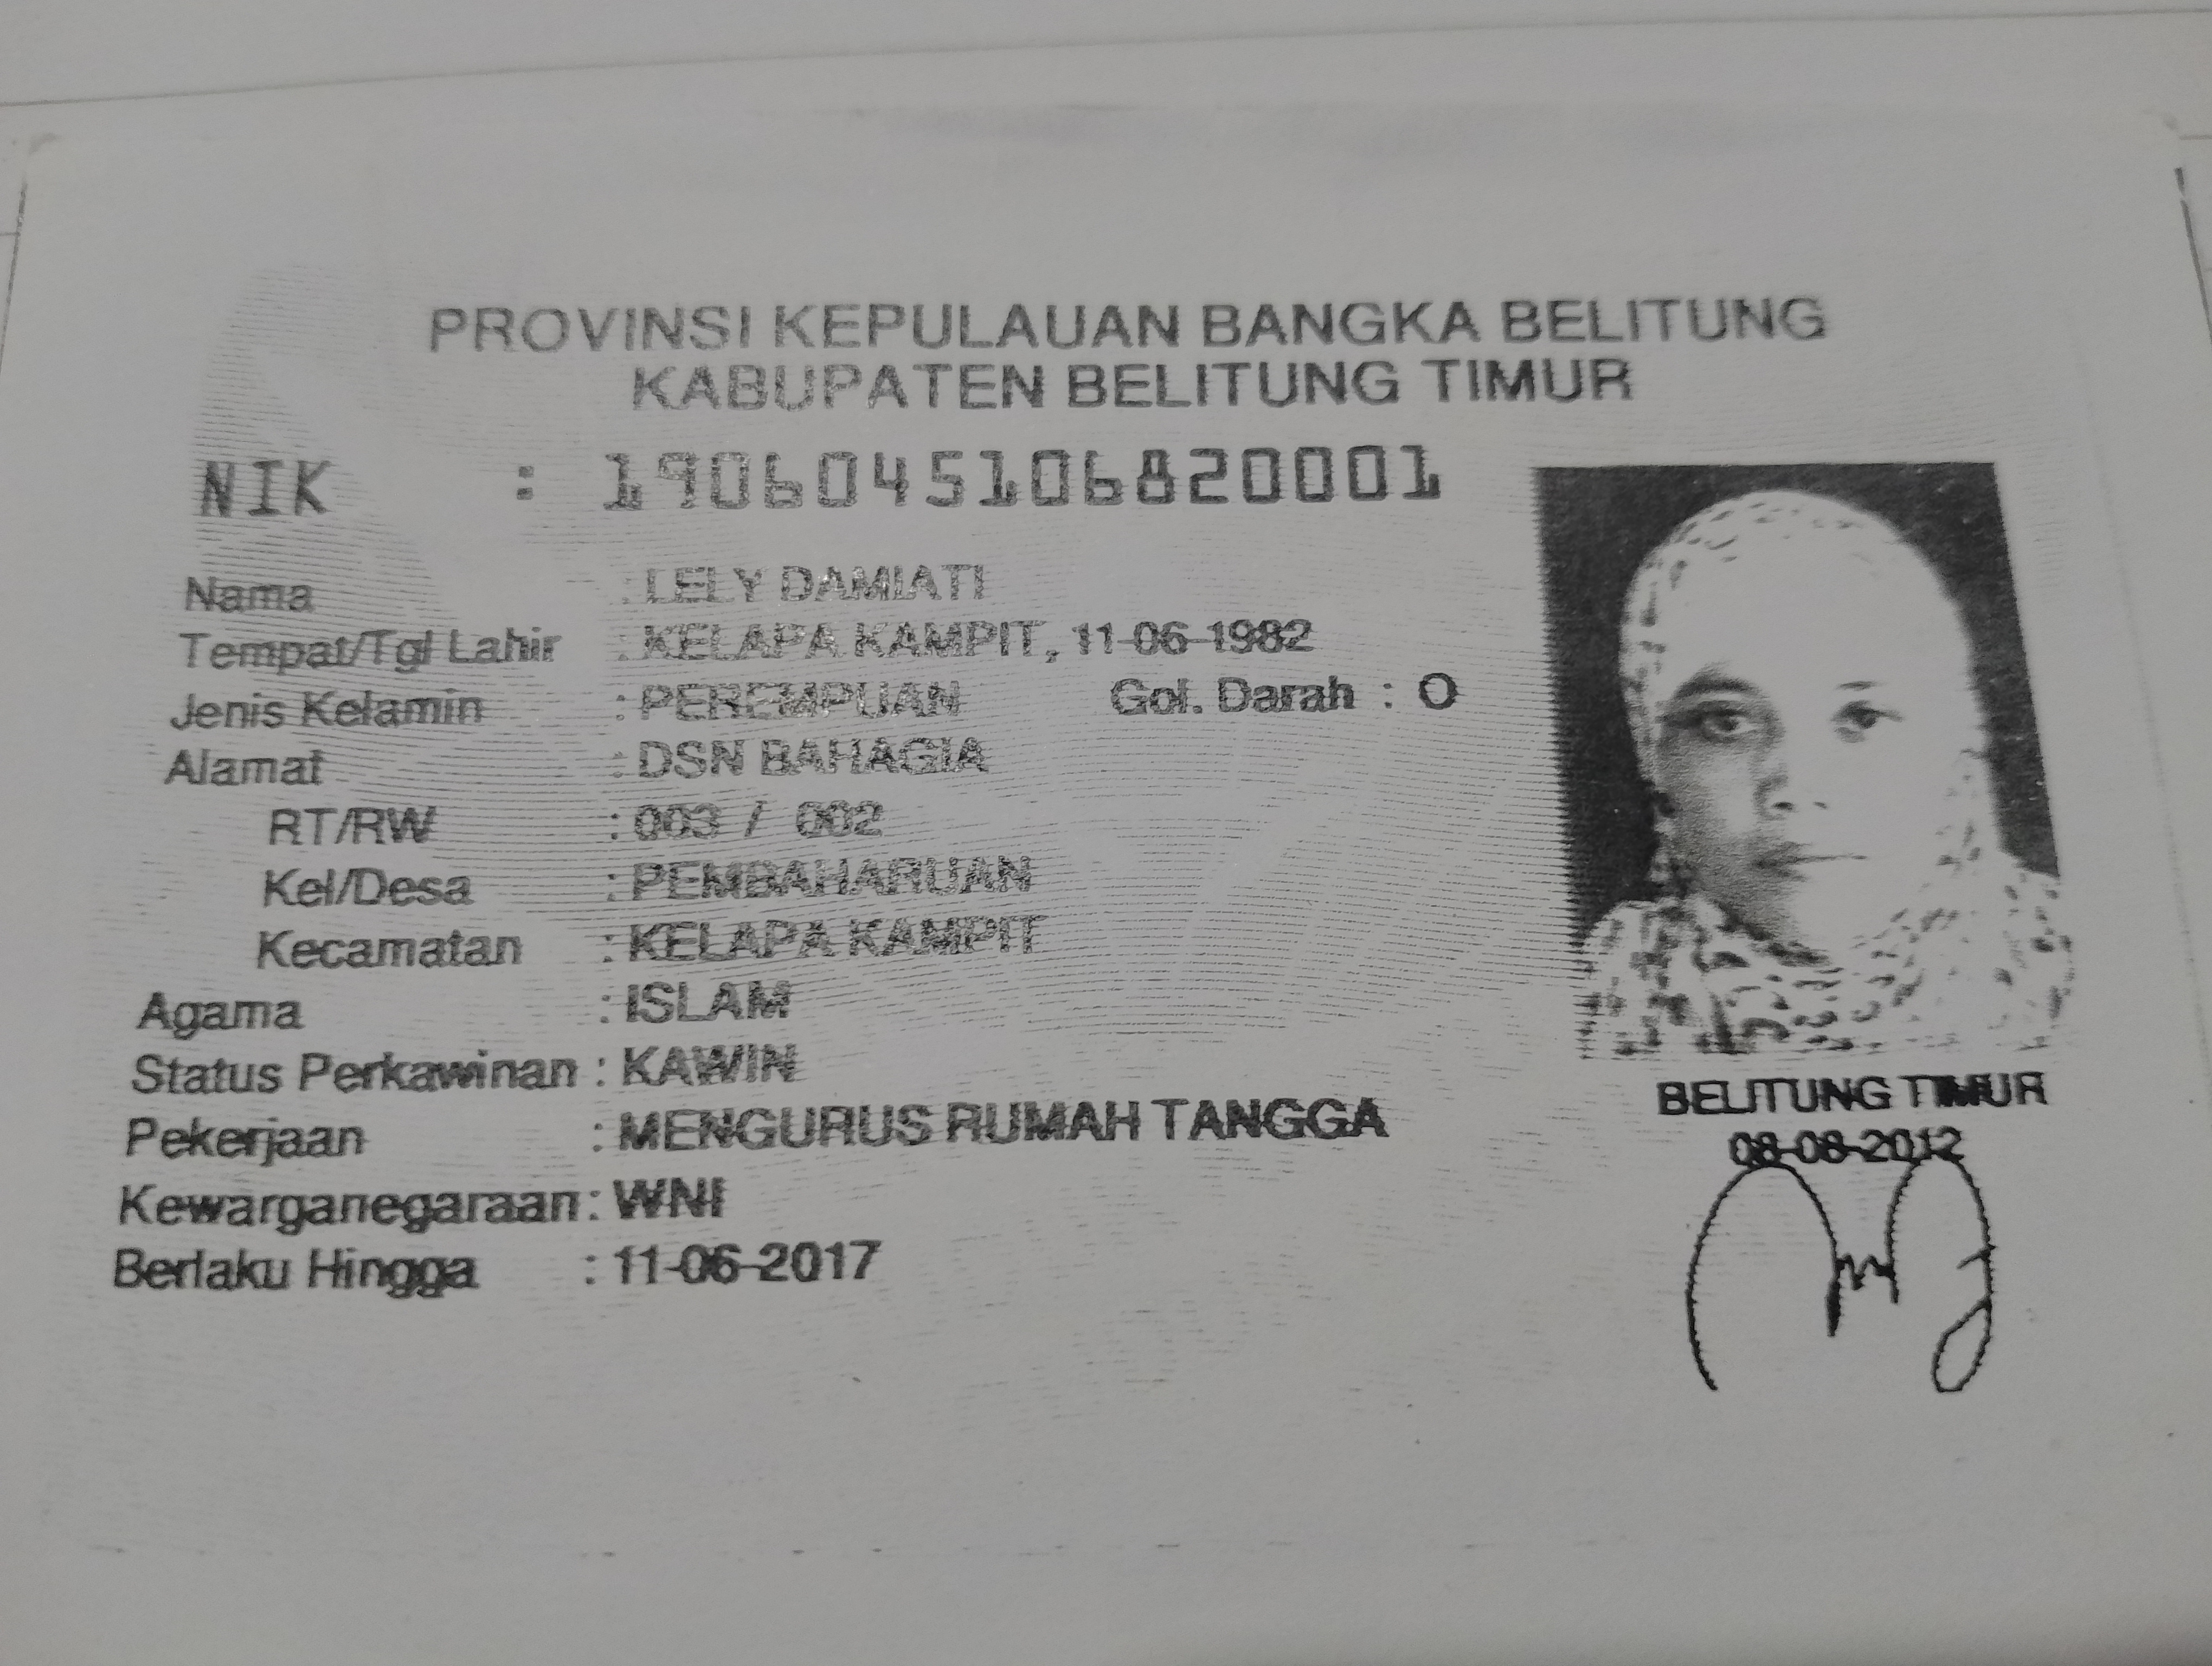 PROVINSI KEPULAUAN BANGKA BELITUNG
KABUPATEN BELITUNG TIMUR
NIK : 1906045106820001
Nama : LELY DAMIATI
Tempat/Tgl Lahir : KELAPA KAMPIT, 11-06-1982
Jenis Kelamin : PEREMPUAN Gol. Darah : O
Alamat : DSN BAHAGIA
RT/RW : 003 / 002
Kel/Desa : PEMBAHARUAN
Kecamatan : KELAPA KAMPIT
Agama : ISLAM
Status Perkawinan : KAWIN
Pekerjaan : MENGURUS RUMAH TANGGA
Kewarganegaraan : WNI
Berlaku Hingga : 11-06-2017
BELITUNG TIMUR
08-08-2012